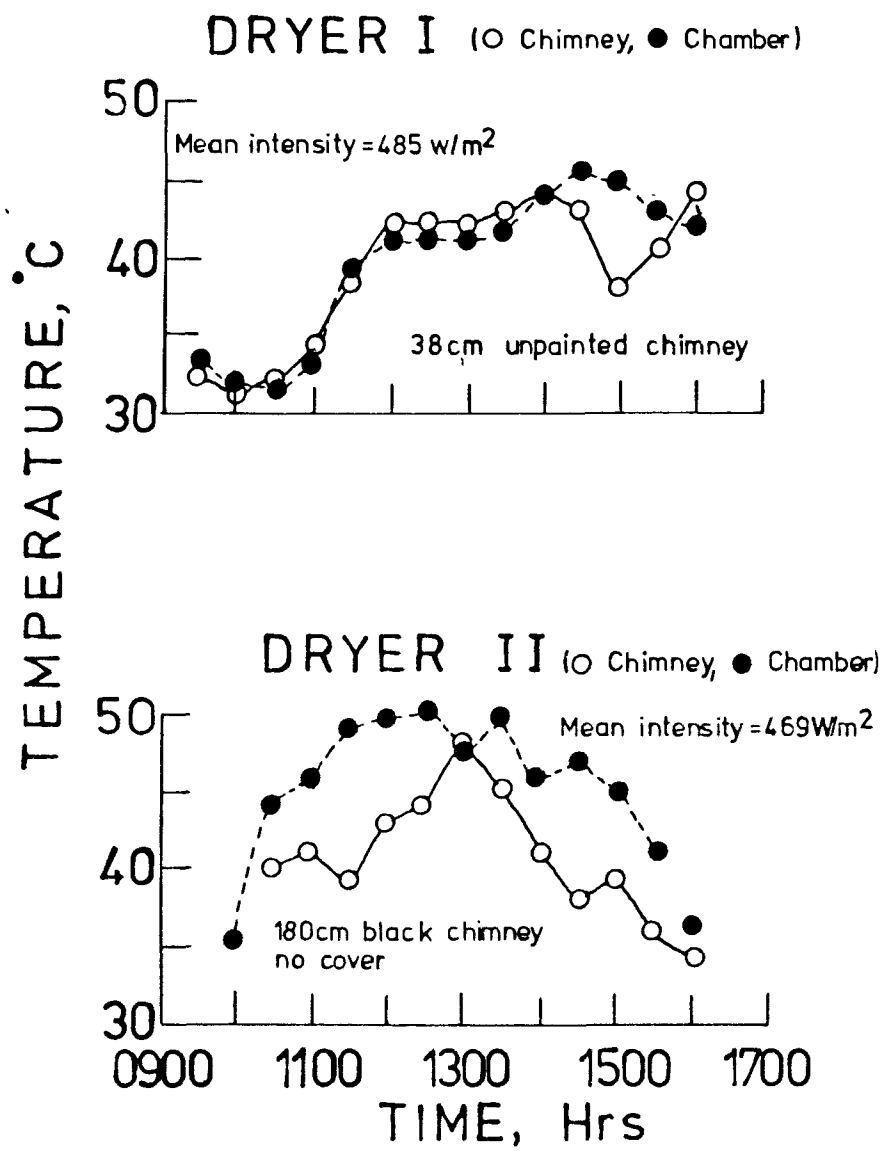 DRYER I (○ Chimney, ● Chamber)
50
Mean intensity = 485 w/m²
40
38cm unpainted chimney
30
TEMPERATURE, °C
DRYER II (○ Chimney, ● Chamber)
50
Mean intensity = 469W/m²
40
180cm black chimney
no cover
30
0900 1100 1300 1500 1700
TIME, Hrs